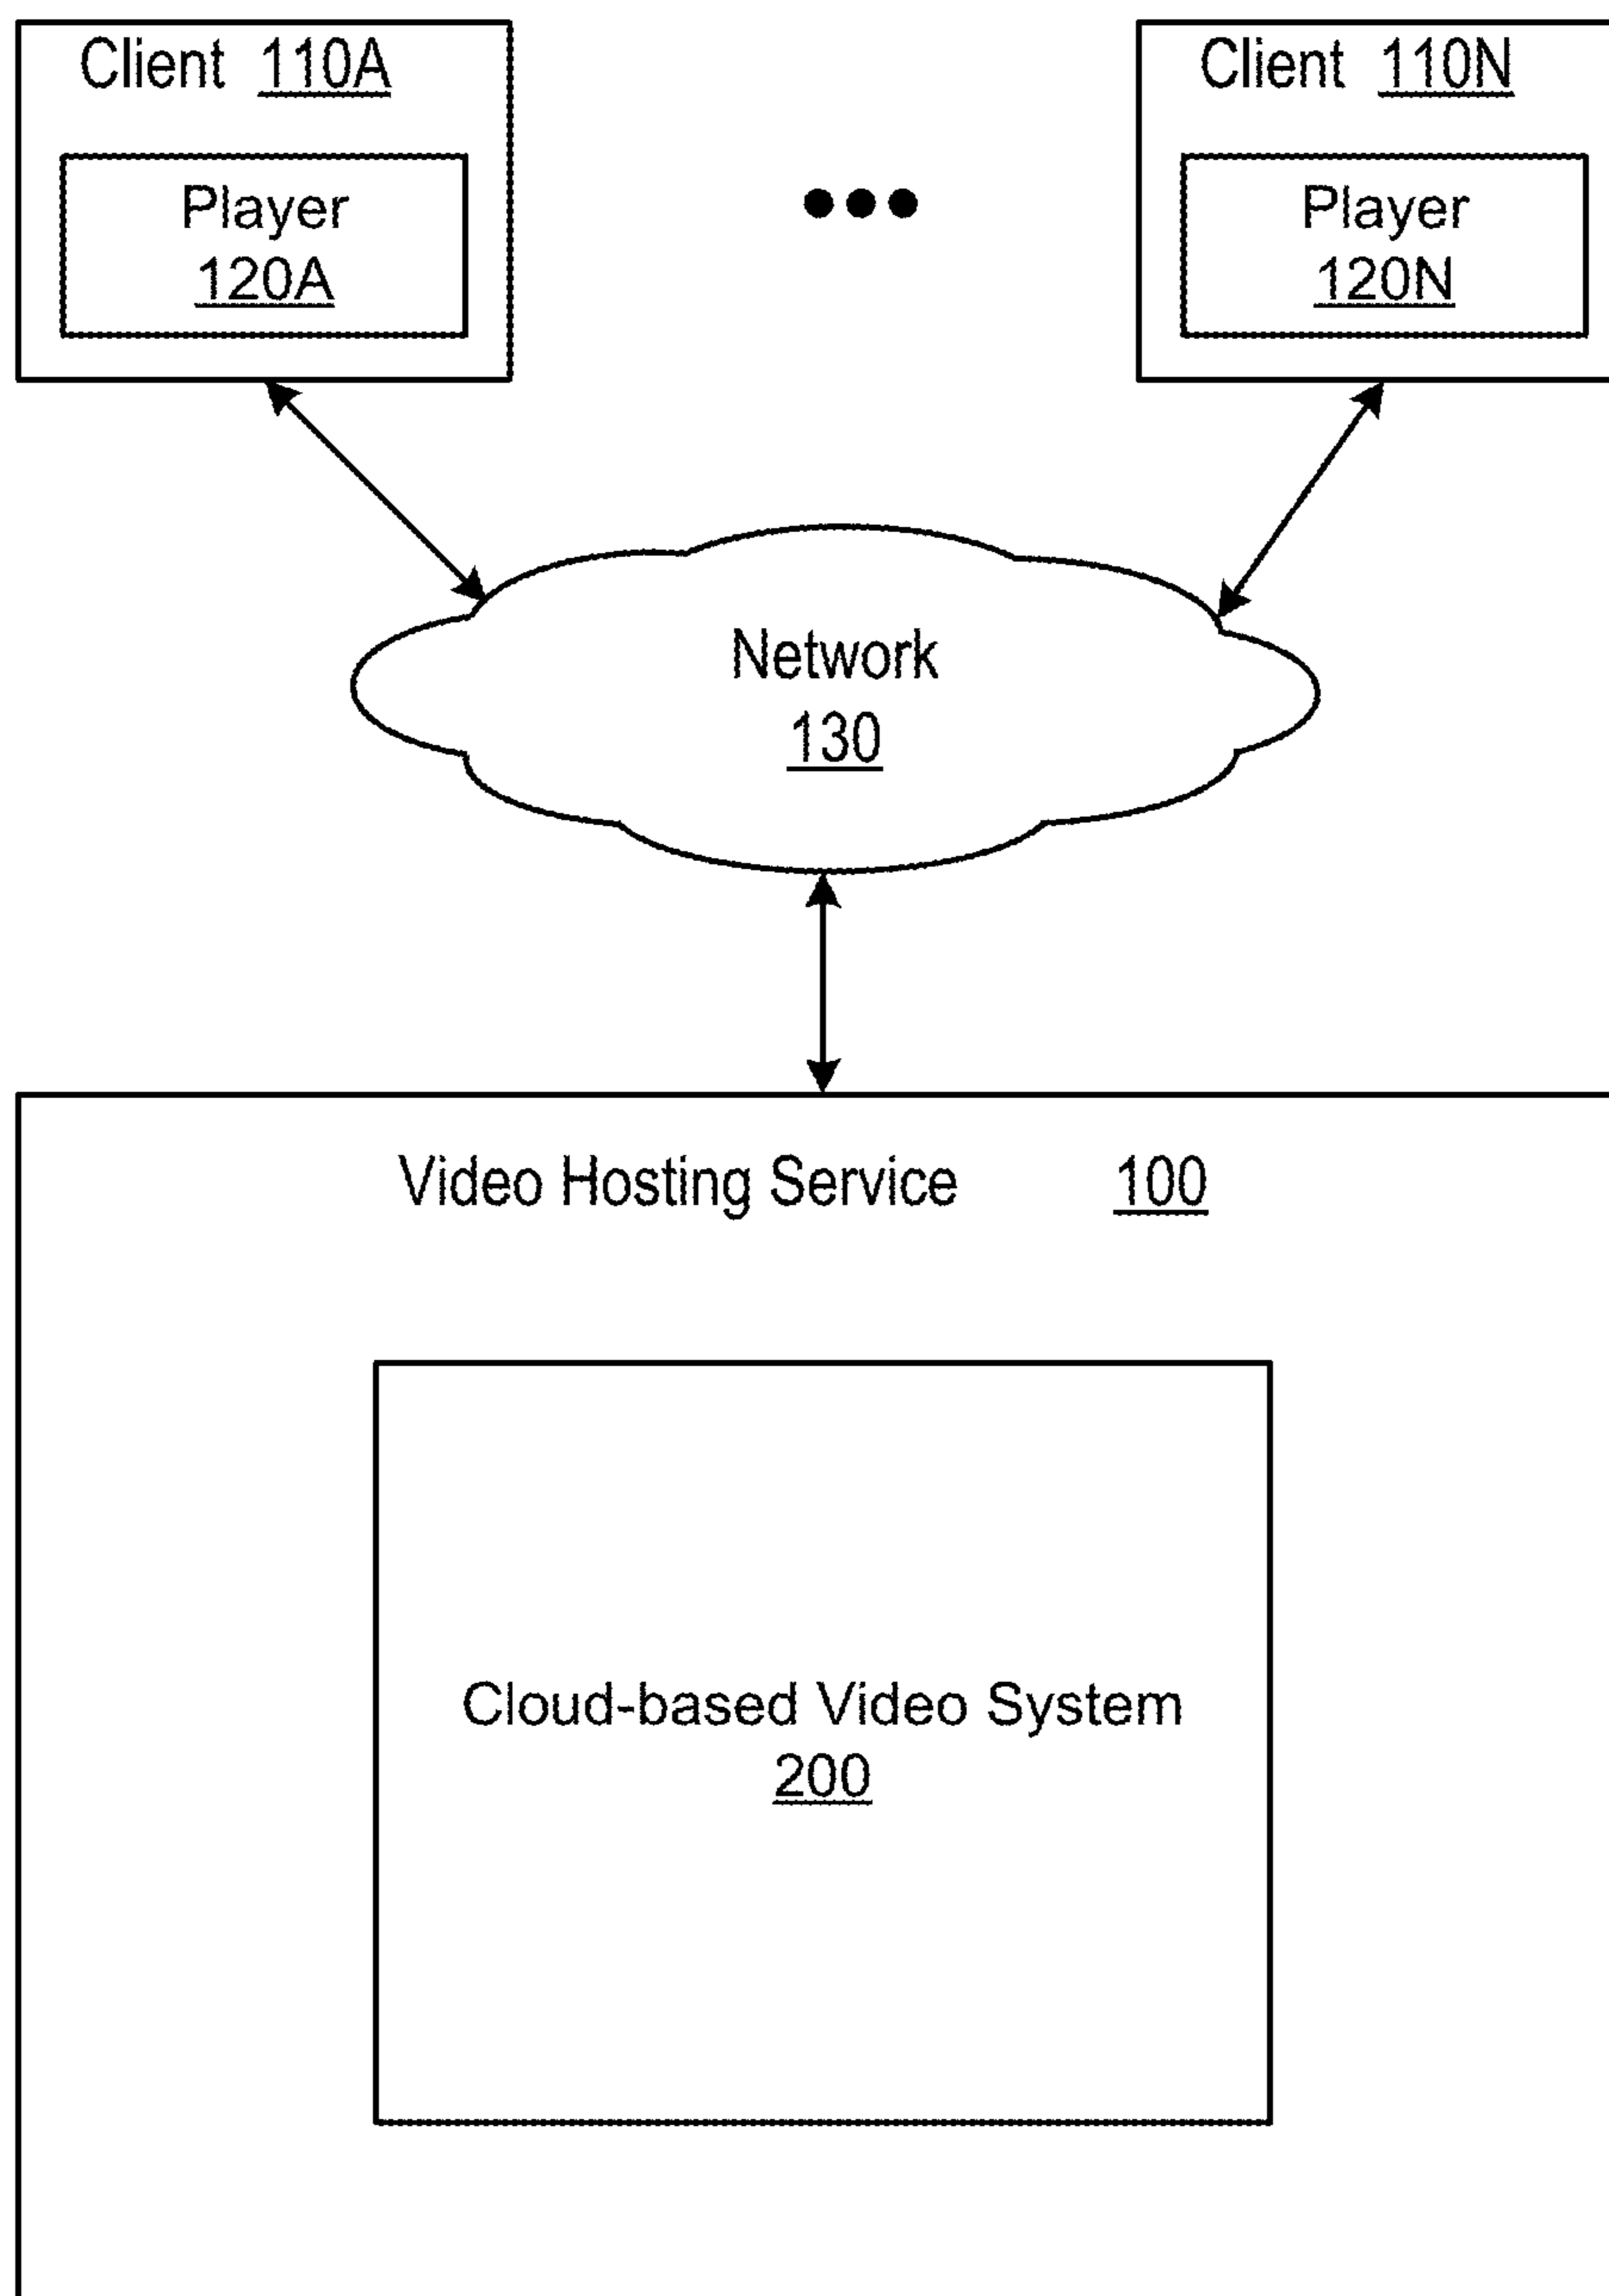 Client 110A
Player
120A
Client 110N
Player
120N
Network
130
Video Hosting Service 100
Cloud-based Video System
200